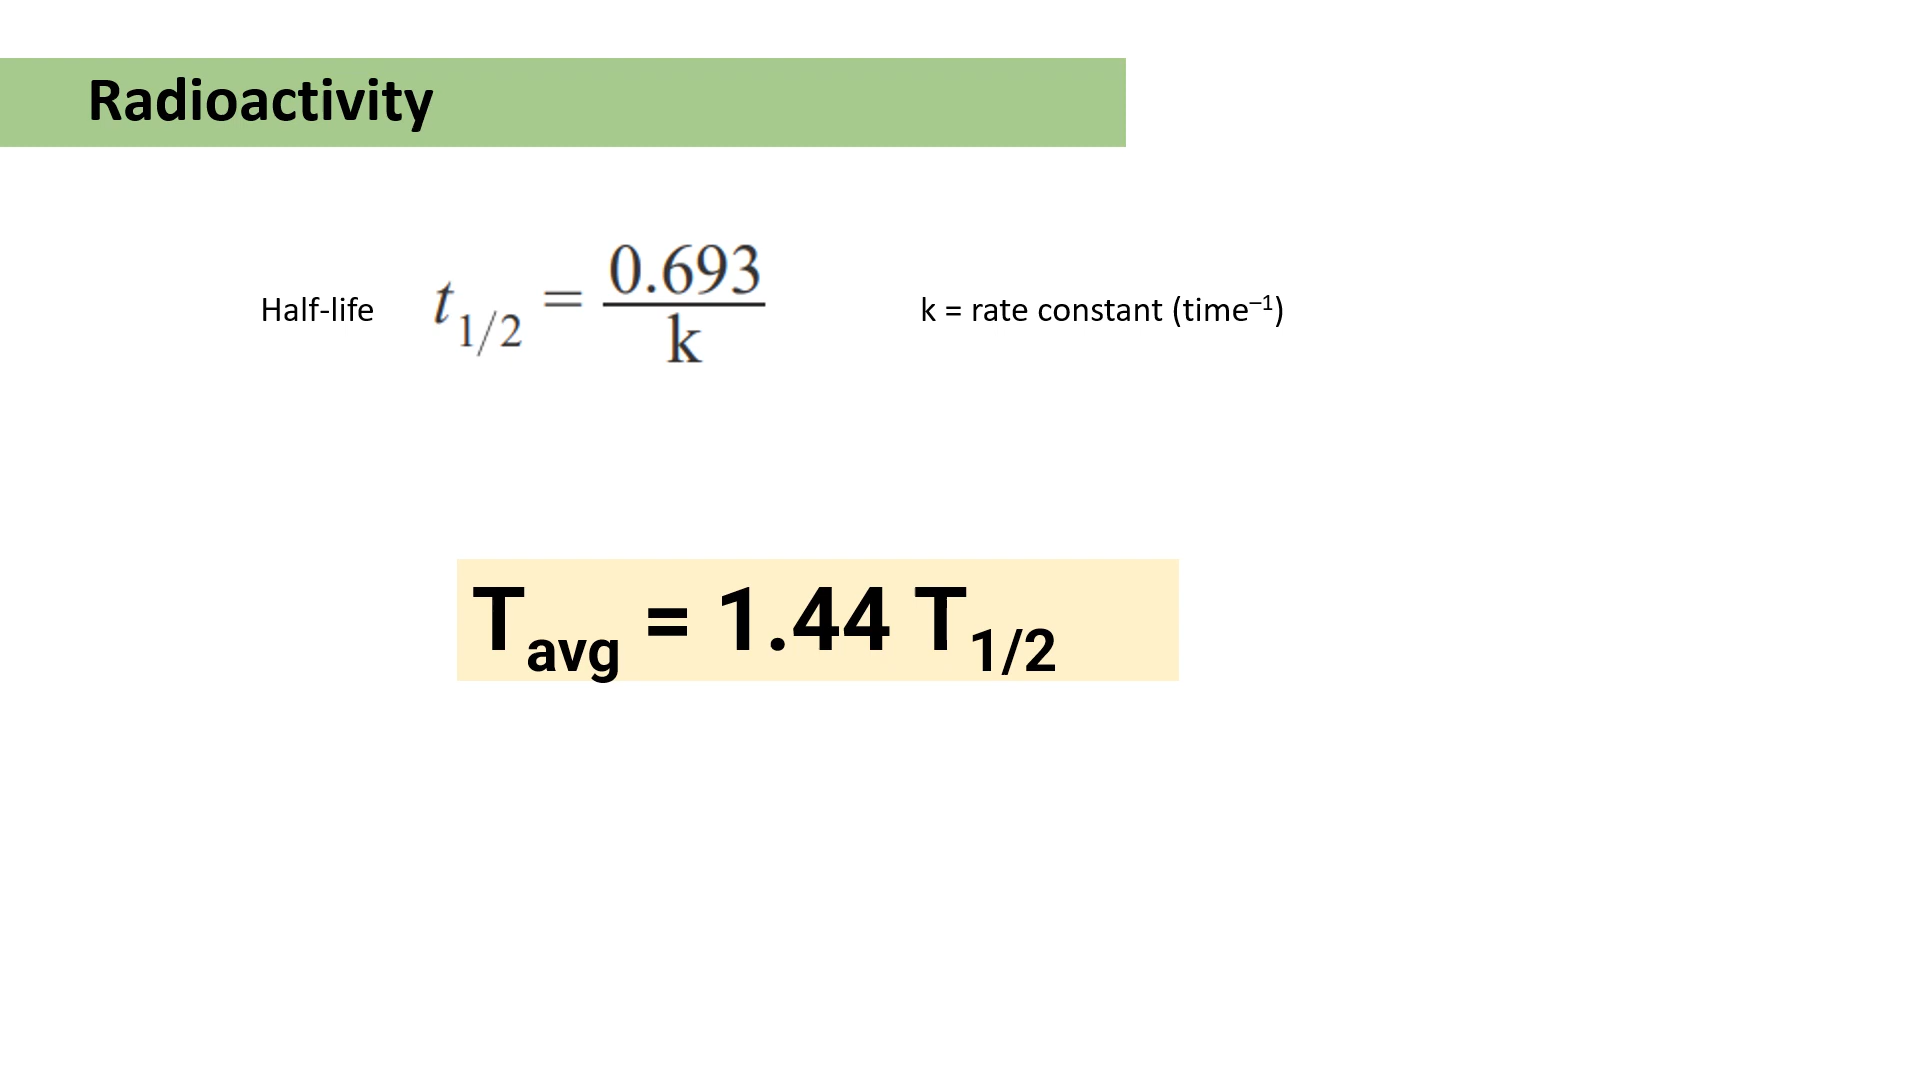 Radioactivity
Half-life t1/2 = 0.693/k k = rate constant (time⁻¹)
Tavg = 1.44 T1/2